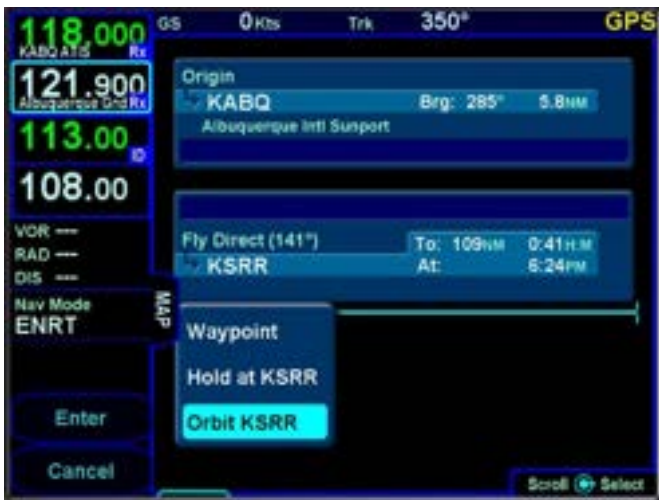 GS 0Kts Trk 350° GPS
118.000
KABQ ATIS Rx
121.900
Albuquerque Gnd Rx
113.00 ID
108.00
VOR ---
RAD ---
DIS ---
Nav Mode
ENRT
Enter
Cancel
MAP
Origin
KABQ Brg: 285° 5.8NM
Albuquerque Intl Sunport
Fly Direct (141°) To: 109NM 0:41H:M
KSRR At: 6:24PM
Waypoint
Hold at KSRR
Orbit KSRR
Scroll Select